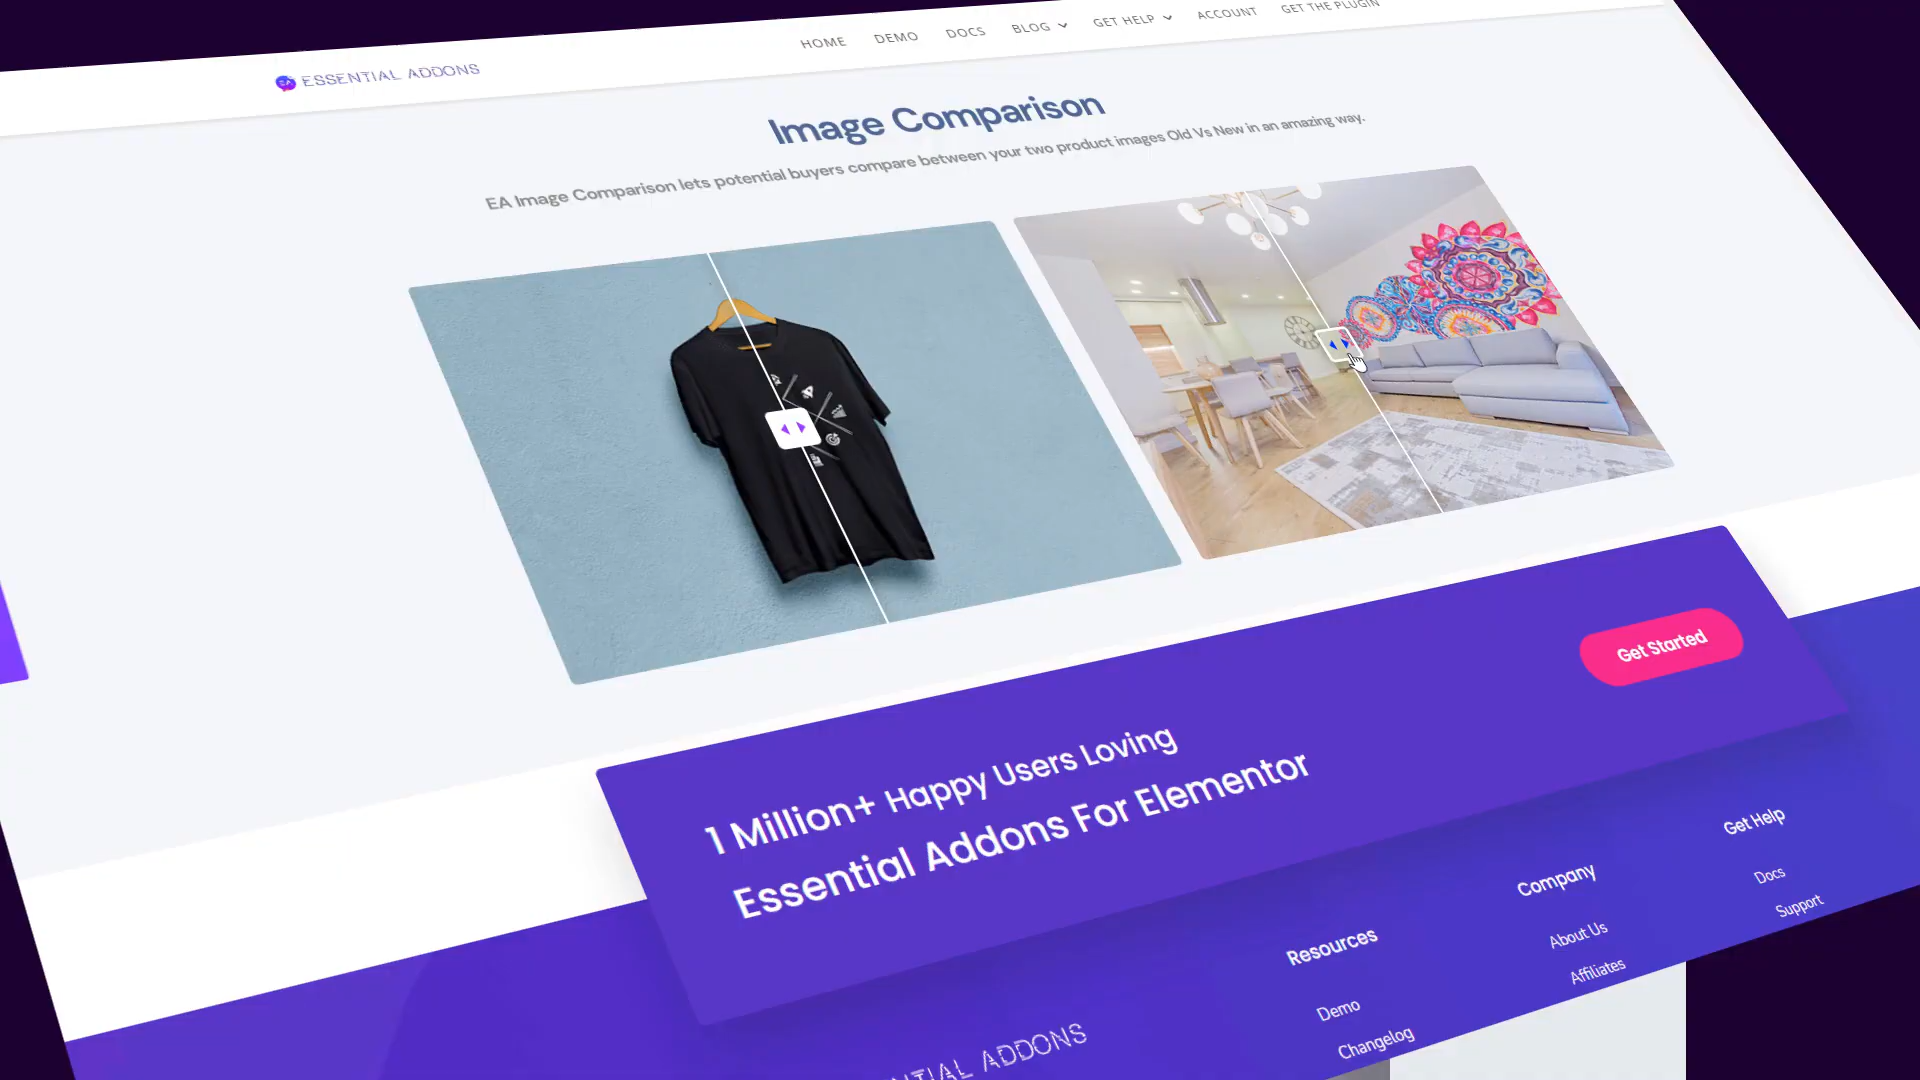 HOME DEMO DOCS BLOG GET HELP ACCOUNT GET THE PLUGIN
EA ESSENTIAL ADDONS
Image Comparison
EA Image Comparison lets potential buyers compare between your two product images Old Vs New in an amazing way.
Get Started
1 Million+ Happy Users Loving
Essential Addons For Elementor
Get Help
Docs
Support
Company
About Us
Affiliates
Resources
Demo
Changelog
NTIAL ADDONS